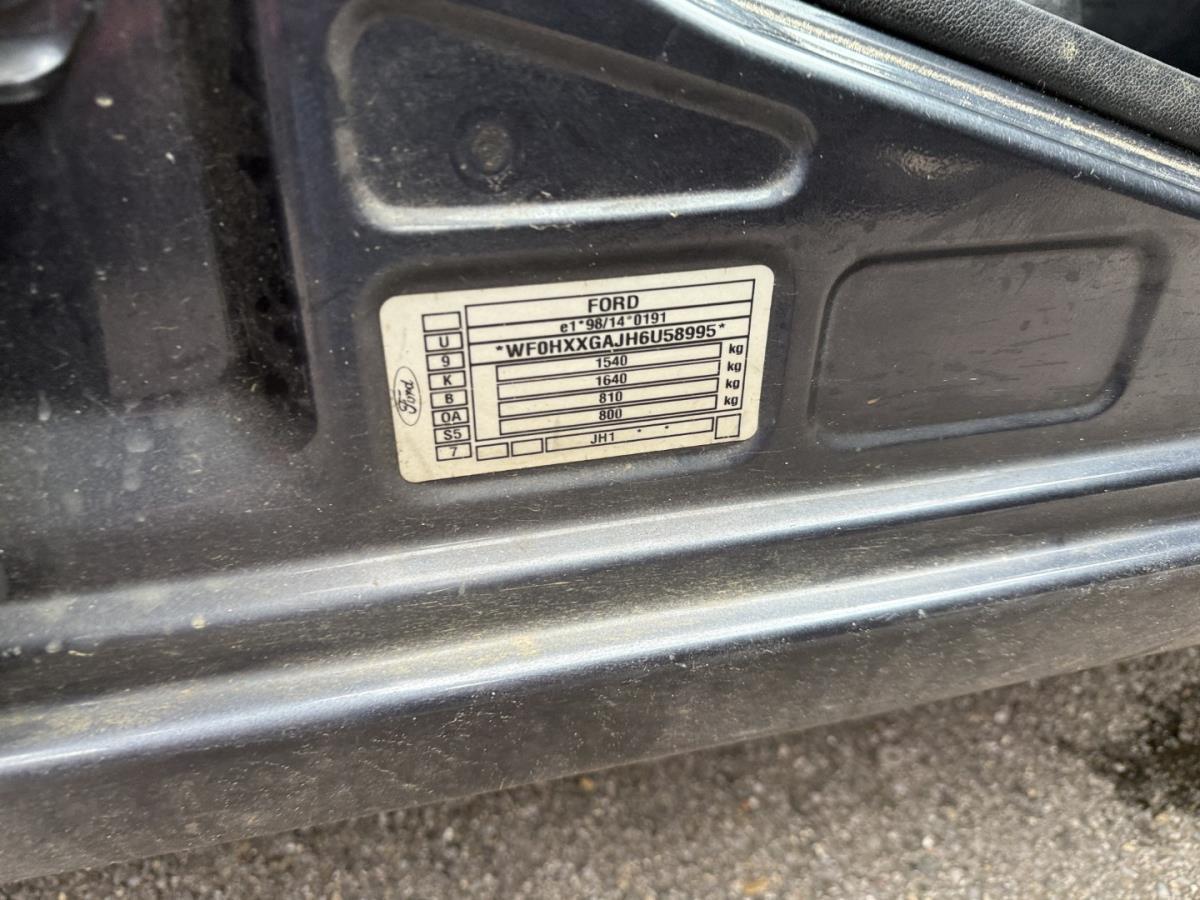 FORD
e1*98/14*0191
*WF0HXXGAJH6U58995*
U
9 1540 kg
K 1640 kg
B 810 kg
OA 800 kg
S5
7 JH1
Ford